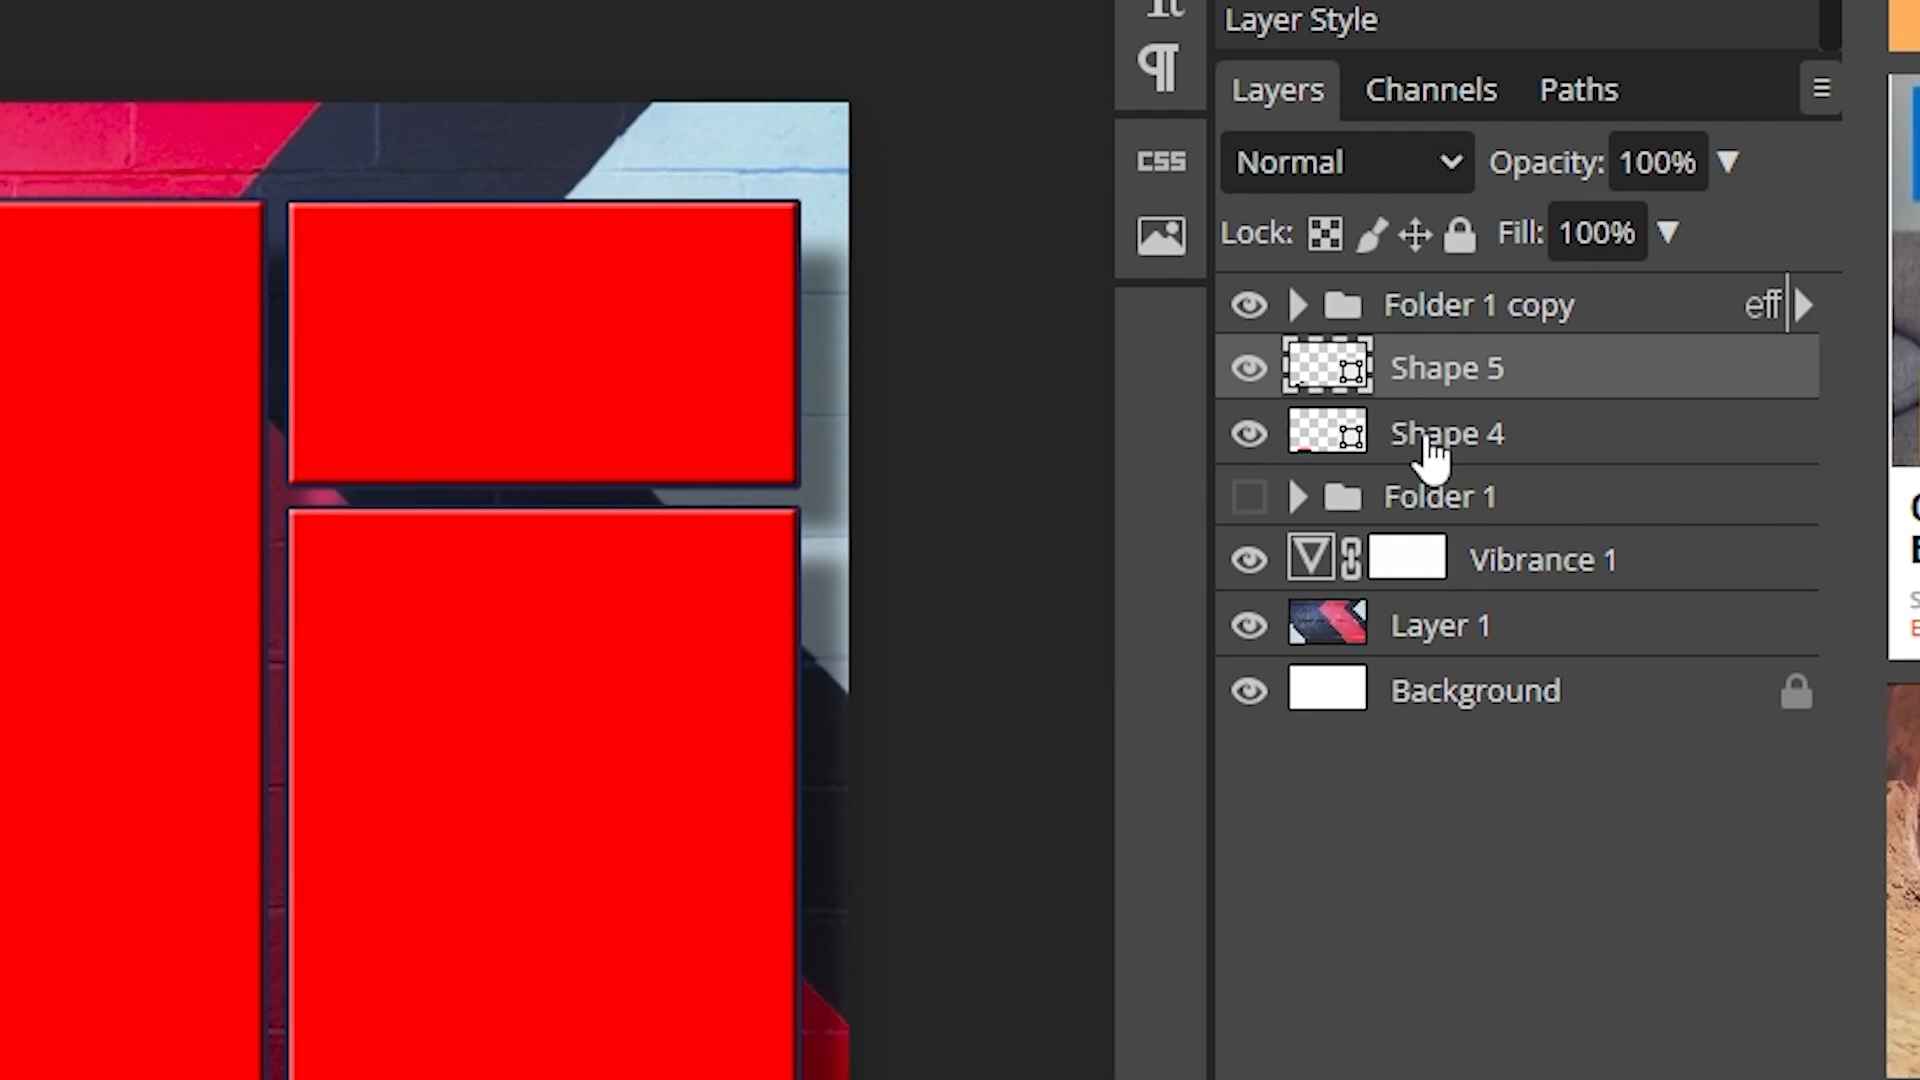 Layer Style
Layers Channels Paths
CSS
Normal Opacity: 100%
Lock: Fill: 100%
Folder 1 copy eff
Shape 5
Shape 4
Folder 1
Vibrance 1
Layer 1
Background